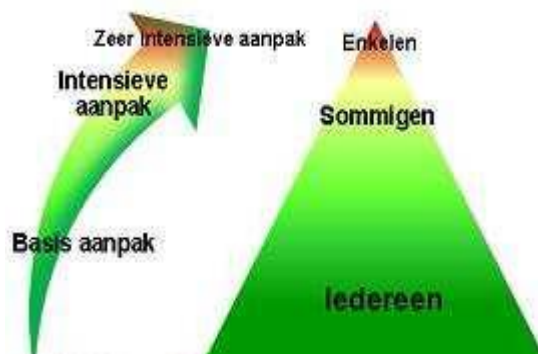 Zeer Intensieve aanpak
Enkelen
Intensieve
aanpak
Sommigen
Basis aanpak
Iedereen